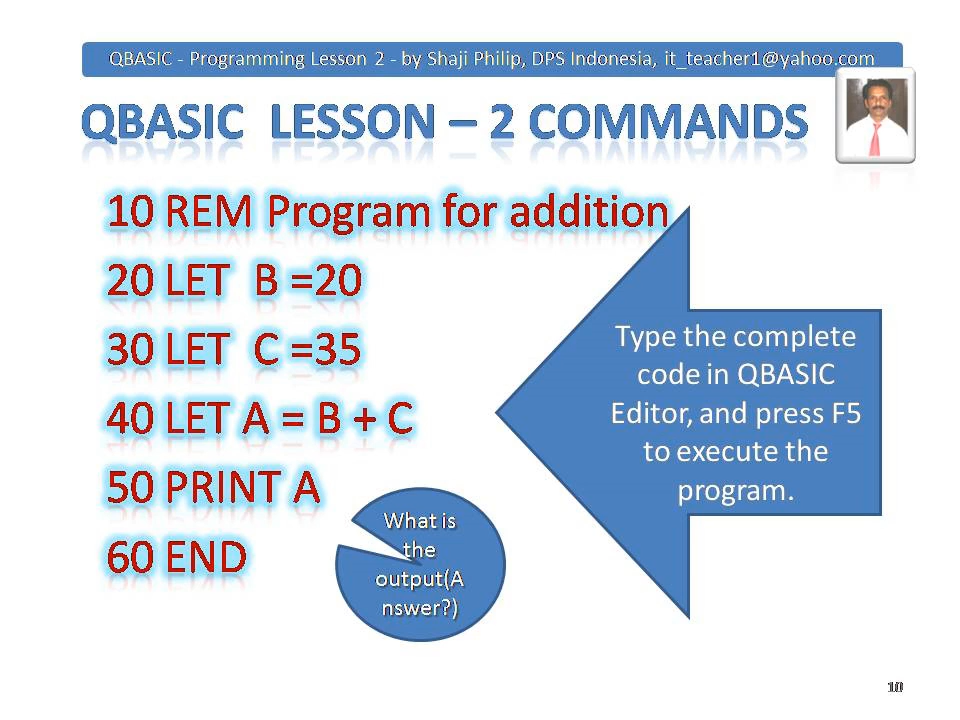 QBASIC - Programming Lesson 2 - by Shaji Philip, DPS Indonesia, it_teacher1@yahoo.com
QBASIC LESSON – 2 COMMANDS
10 REM Program for addition
20 LET B =20
30 LET C =35
40 LET A = B + C
50 PRINT A
60 END
Type the complete
code in QBASIC
Editor, and press F5
to execute the
program.
What is
the
output(A
nswer?)
10